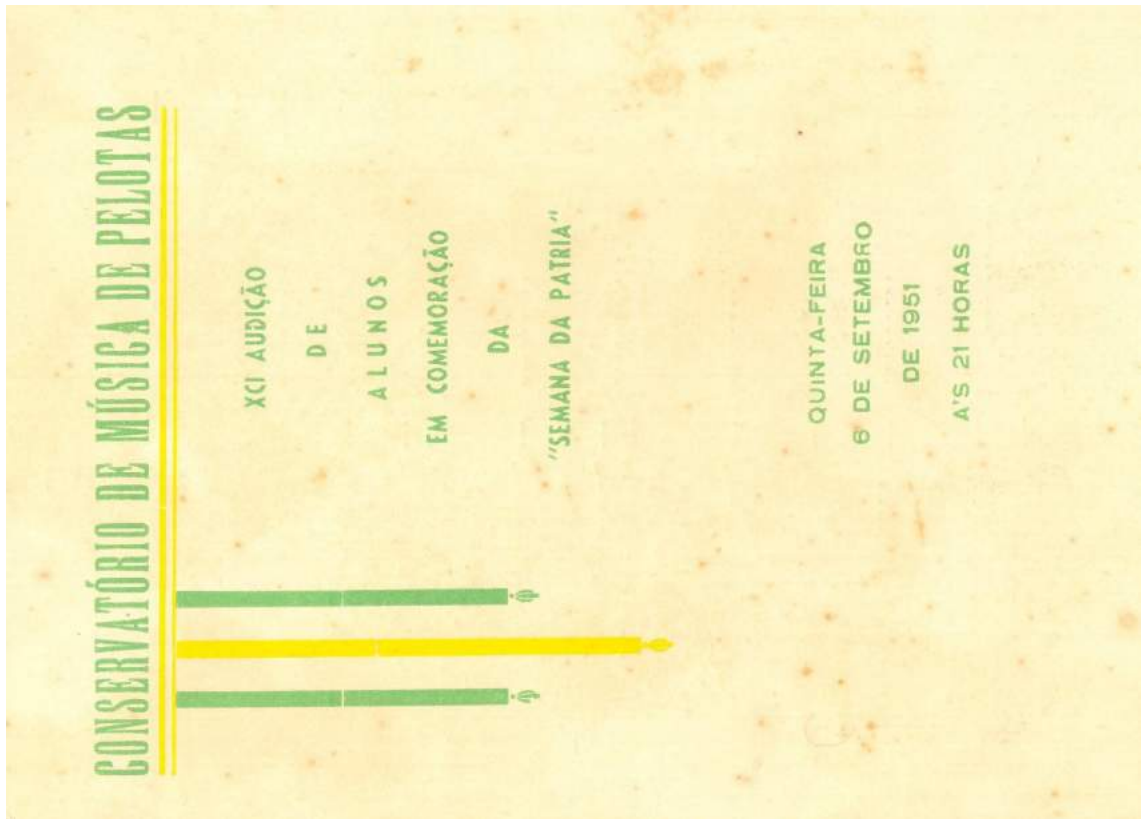 CONSERVATÓRIO DE MÚSICA DE PELOTAS
XCI AUDIÇÃO
DE
ALUNOS
EM COMEMORAÇÃO
DA
"SEMANA DA PATRIA"
QUINTA-FEIRA
6 DE SETEMBRO
DE 1951
A'S 21 HORAS